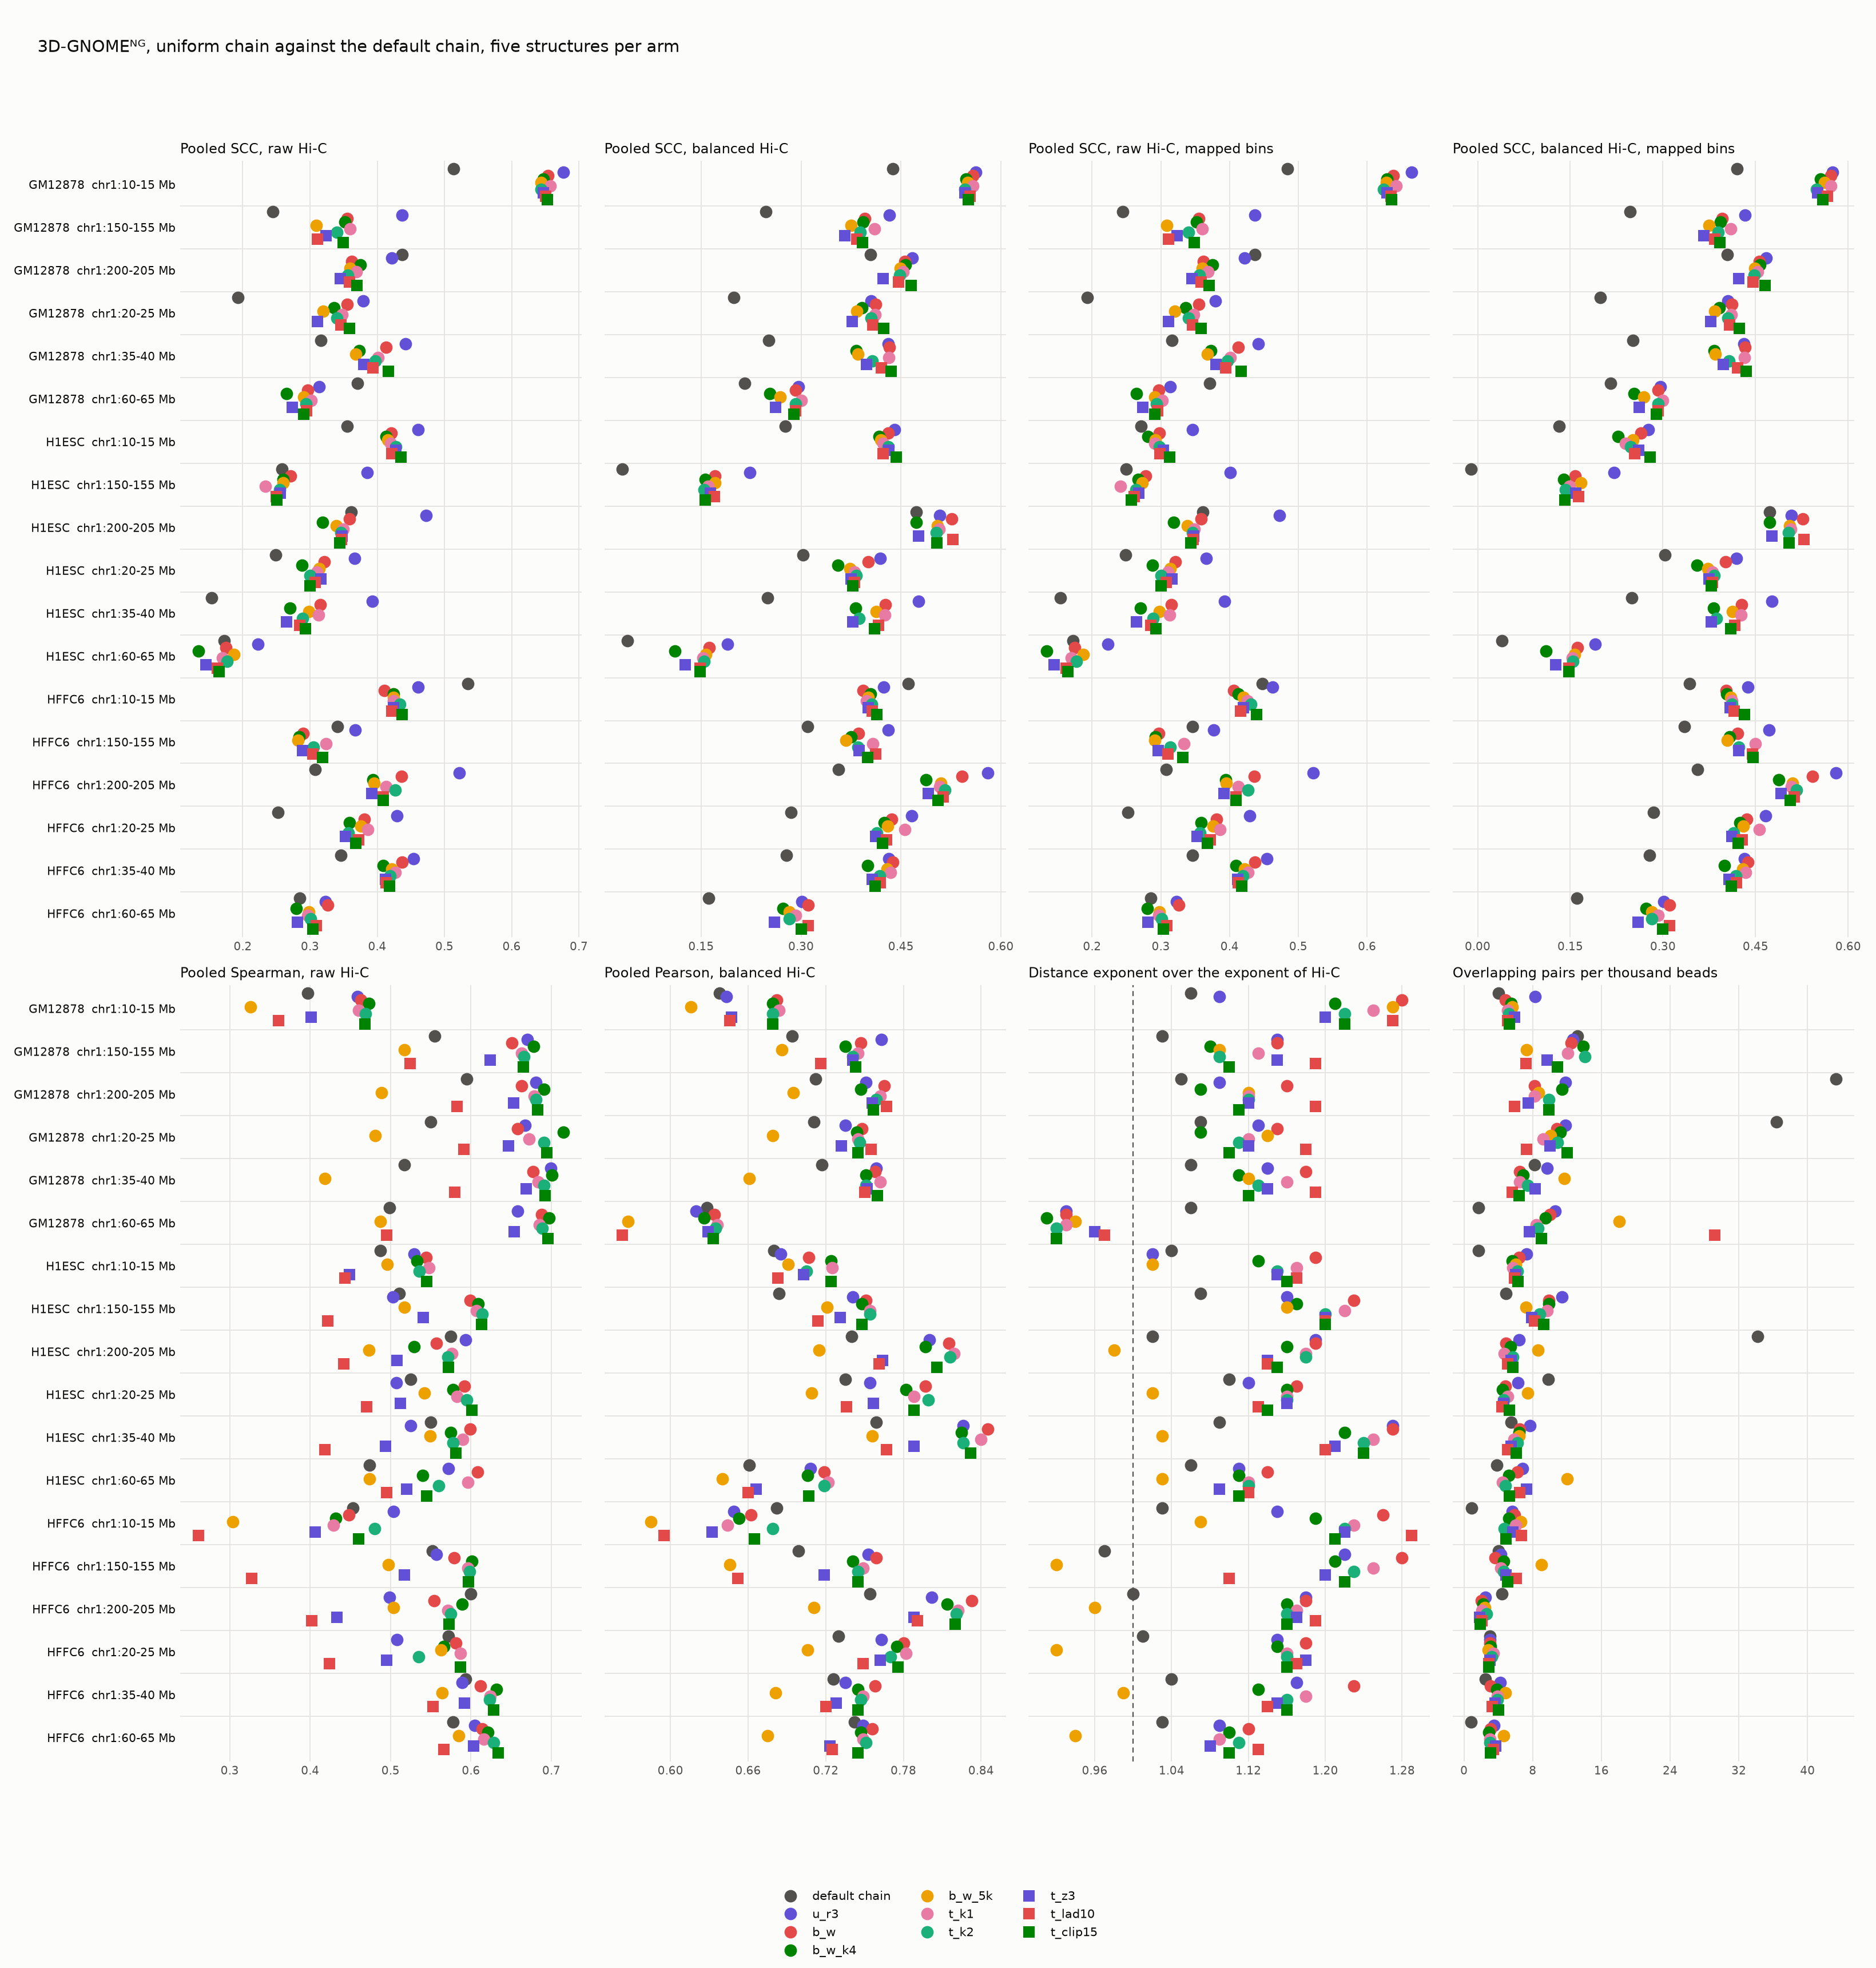 3D-GNOMEᴺᴳ, uniform chain against the default chain, five structures per arm
Pooled SCC, raw Hi-C
Pooled SCC, balanced Hi-C
Pooled SCC, raw Hi-C, mapped bins
Pooled SCC, balanced Hi-C, mapped bins
GM12878 chr1:10-15 Mb
GM12878 chr1:150-155 Mb
GM12878 chr1:200-205 Mb
GM12878 chr1:20-25 Mb
GM12878 chr1:35-40 Mb
GM12878 chr1:60-65 Mb
H1ESC chr1:10-15 Mb
H1ESC chr1:150-155 Mb
H1ESC chr1:200-205 Mb
H1ESC chr1:20-25 Mb
H1ESC chr1:35-40 Mb
H1ESC chr1:60-65 Mb
HFFC6 chr1:10-15 Mb
HFFC6 chr1:150-155 Mb
HFFC6 chr1:200-205 Mb
HFFC6 chr1:20-25 Mb
HFFC6 chr1:35-40 Mb
HFFC6 chr1:60-65 Mb
0.2 0.3 0.4 0.5 0.6 0.7
0.15 0.30 0.45 0.60
0.2 0.3 0.4 0.5 0.6
0.00 0.15 0.30 0.45 0.60
Pooled Spearman, raw Hi-C
Pooled Pearson, balanced Hi-C
Distance exponent over the exponent of Hi-C
Overlapping pairs per thousand beads
GM12878 chr1:10-15 Mb
GM12878 chr1:150-155 Mb
GM12878 chr1:200-205 Mb
GM12878 chr1:20-25 Mb
GM12878 chr1:35-40 Mb
GM12878 chr1:60-65 Mb
H1ESC chr1:10-15 Mb
H1ESC chr1:150-155 Mb
H1ESC chr1:200-205 Mb
H1ESC chr1:20-25 Mb
H1ESC chr1:35-40 Mb
H1ESC chr1:60-65 Mb
HFFC6 chr1:10-15 Mb
HFFC6 chr1:150-155 Mb
HFFC6 chr1:200-205 Mb
HFFC6 chr1:20-25 Mb
HFFC6 chr1:35-40 Mb
HFFC6 chr1:60-65 Mb
0.3 0.4 0.5 0.6 0.7
0.60 0.66 0.72 0.78 0.84
0.96 1.04 1.12 1.20 1.28
0 8 16 24 32 40
default chain
u_r3
b_w
b_w_k4
b_w_5k
t_k1
t_k2
t_z3
t_lad10
t_clip15